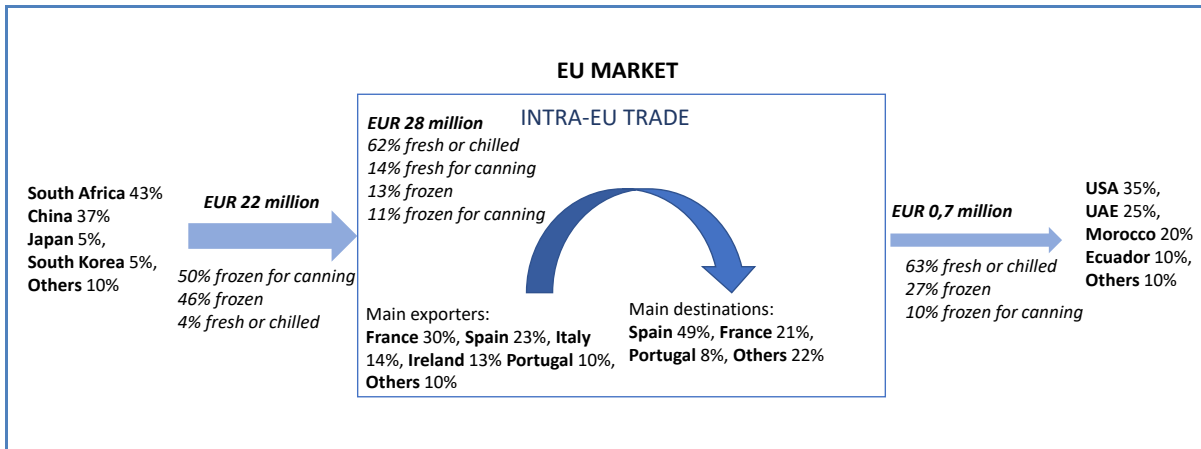 EU MARKET
South Africa 43%
China 37%
Japan 5%,
South Korea 5%,
Others 10%
EUR 22 million
50% frozen for canning
46% frozen
4% fresh or chilled
INTRA-EU TRADE
EUR 28 million
62% fresh or chilled
14% fresh for canning
13% frozen
11% frozen for canning
Main exporters:
France 30%, Spain 23%, Italy
14%, Ireland 13% Portugal 10%,
Others 10%
Main destinations:
Spain 49%, France 21%,
Portugal 8%, Others 22%
EUR 0,7 million
63% fresh or chilled
27% frozen
10% frozen for canning
USA 35%,
UAE 25%,
Morocco 20%
Ecuador 10%,
Others 10%